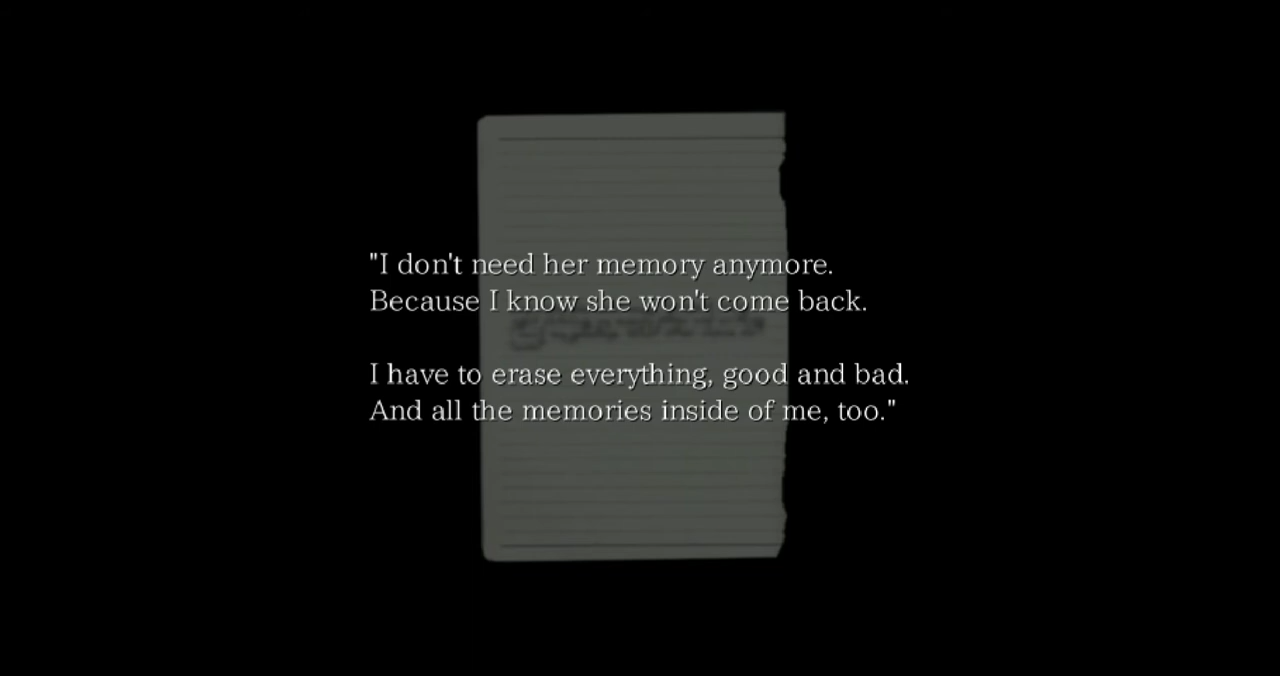 "I don't need her memory anymore.
Because I know she won't come back.
I have to erase everything, good and bad.
And all the memories inside of me, too."